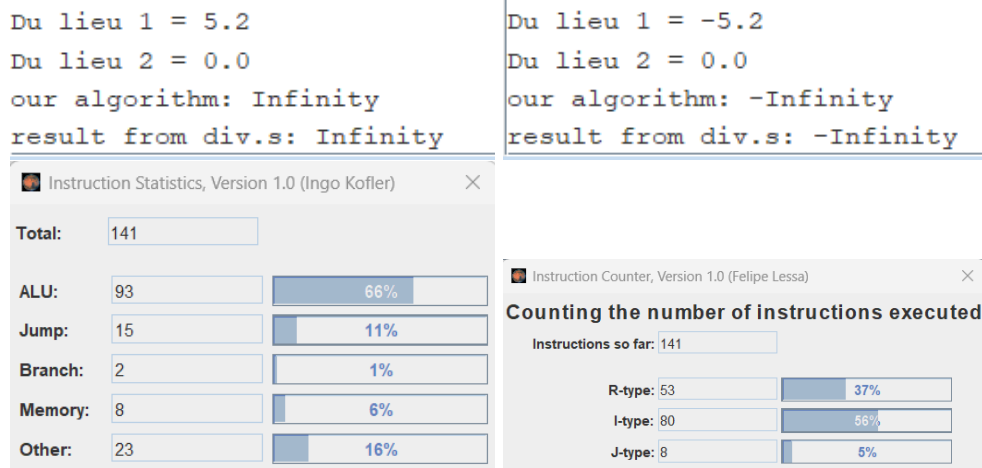 Du lieu 1 = 5.2
Du lieu 2 = 0.0
our algorithm: Infinity
result from div.s: Infinity
Du lieu 1 = -5.2
Du lieu 2 = 0.0
our algorithm: -Infinity
result from div.s: -Infinity
Instruction Statistics, Version 1.0 (Ingo Kofler)
Total: 141
ALU: 93 66%
Jump: 15 11%
Branch: 2 1%
Memory: 8 6%
Other: 23 16%
Instruction Counter, Version 1.0 (Felipe Lessa)
Counting the number of instructions executed
Instructions so far: 141
R-type: 53 37%
I-type: 80 56%
J-type: 8 5%